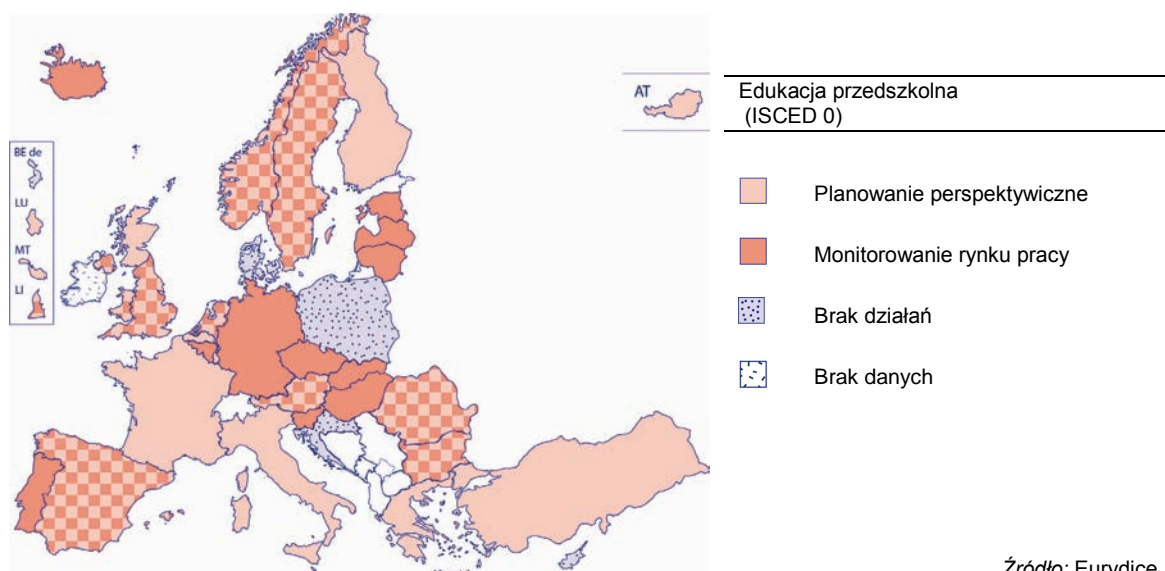 AT
BE de
LU
MT
LI
Edukacja przedszkolna
(ISCED 0)
Planowanie perspektywiczne
Monitorowanie rynku pracy
Brak działań
Brak danych
Źródło: Eurydice